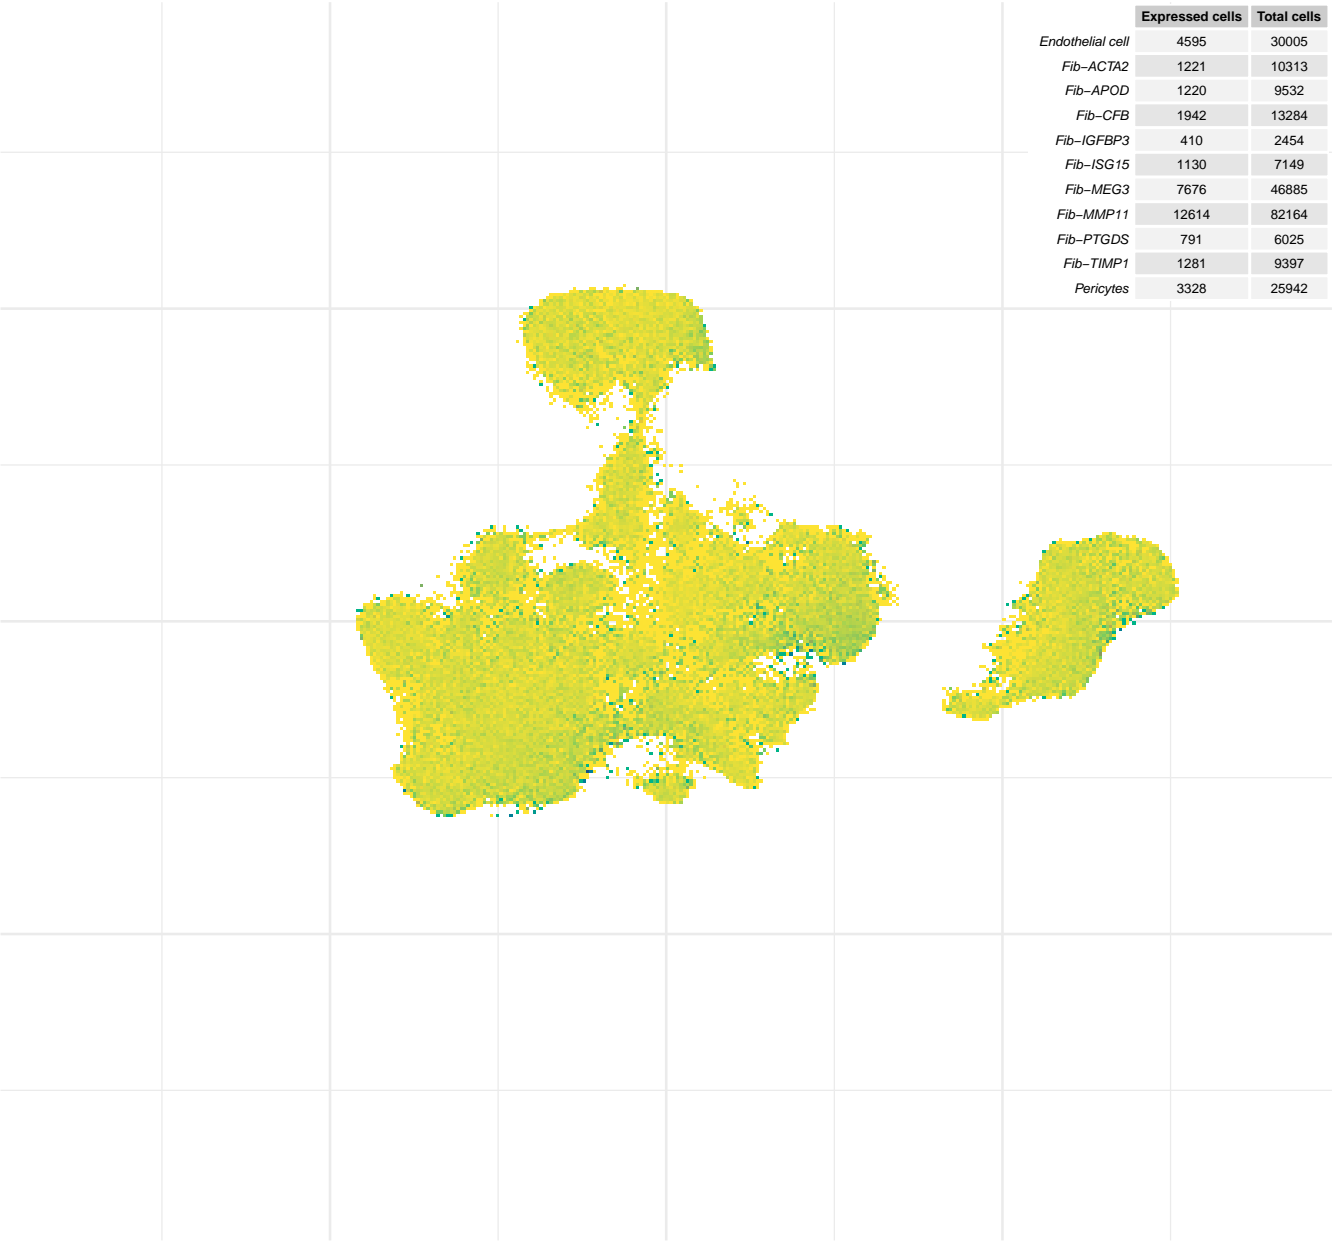 Expressed cells Total cells
Endothelial cell 4595 30005
Fib−ACTA2 1221 10313
Fib−APOD 1220 9532
Fib−CFB 1942 13284
Fib−IGFBP3 410 2454
Fib−ISG15 1130 7149
Fib−MEG3 7676 46885
Fib−MMP11 12614 82164
Fib−PTGDS 791 6025
Fib−TIMP1 1281 9397
Pericytes 3328 25942